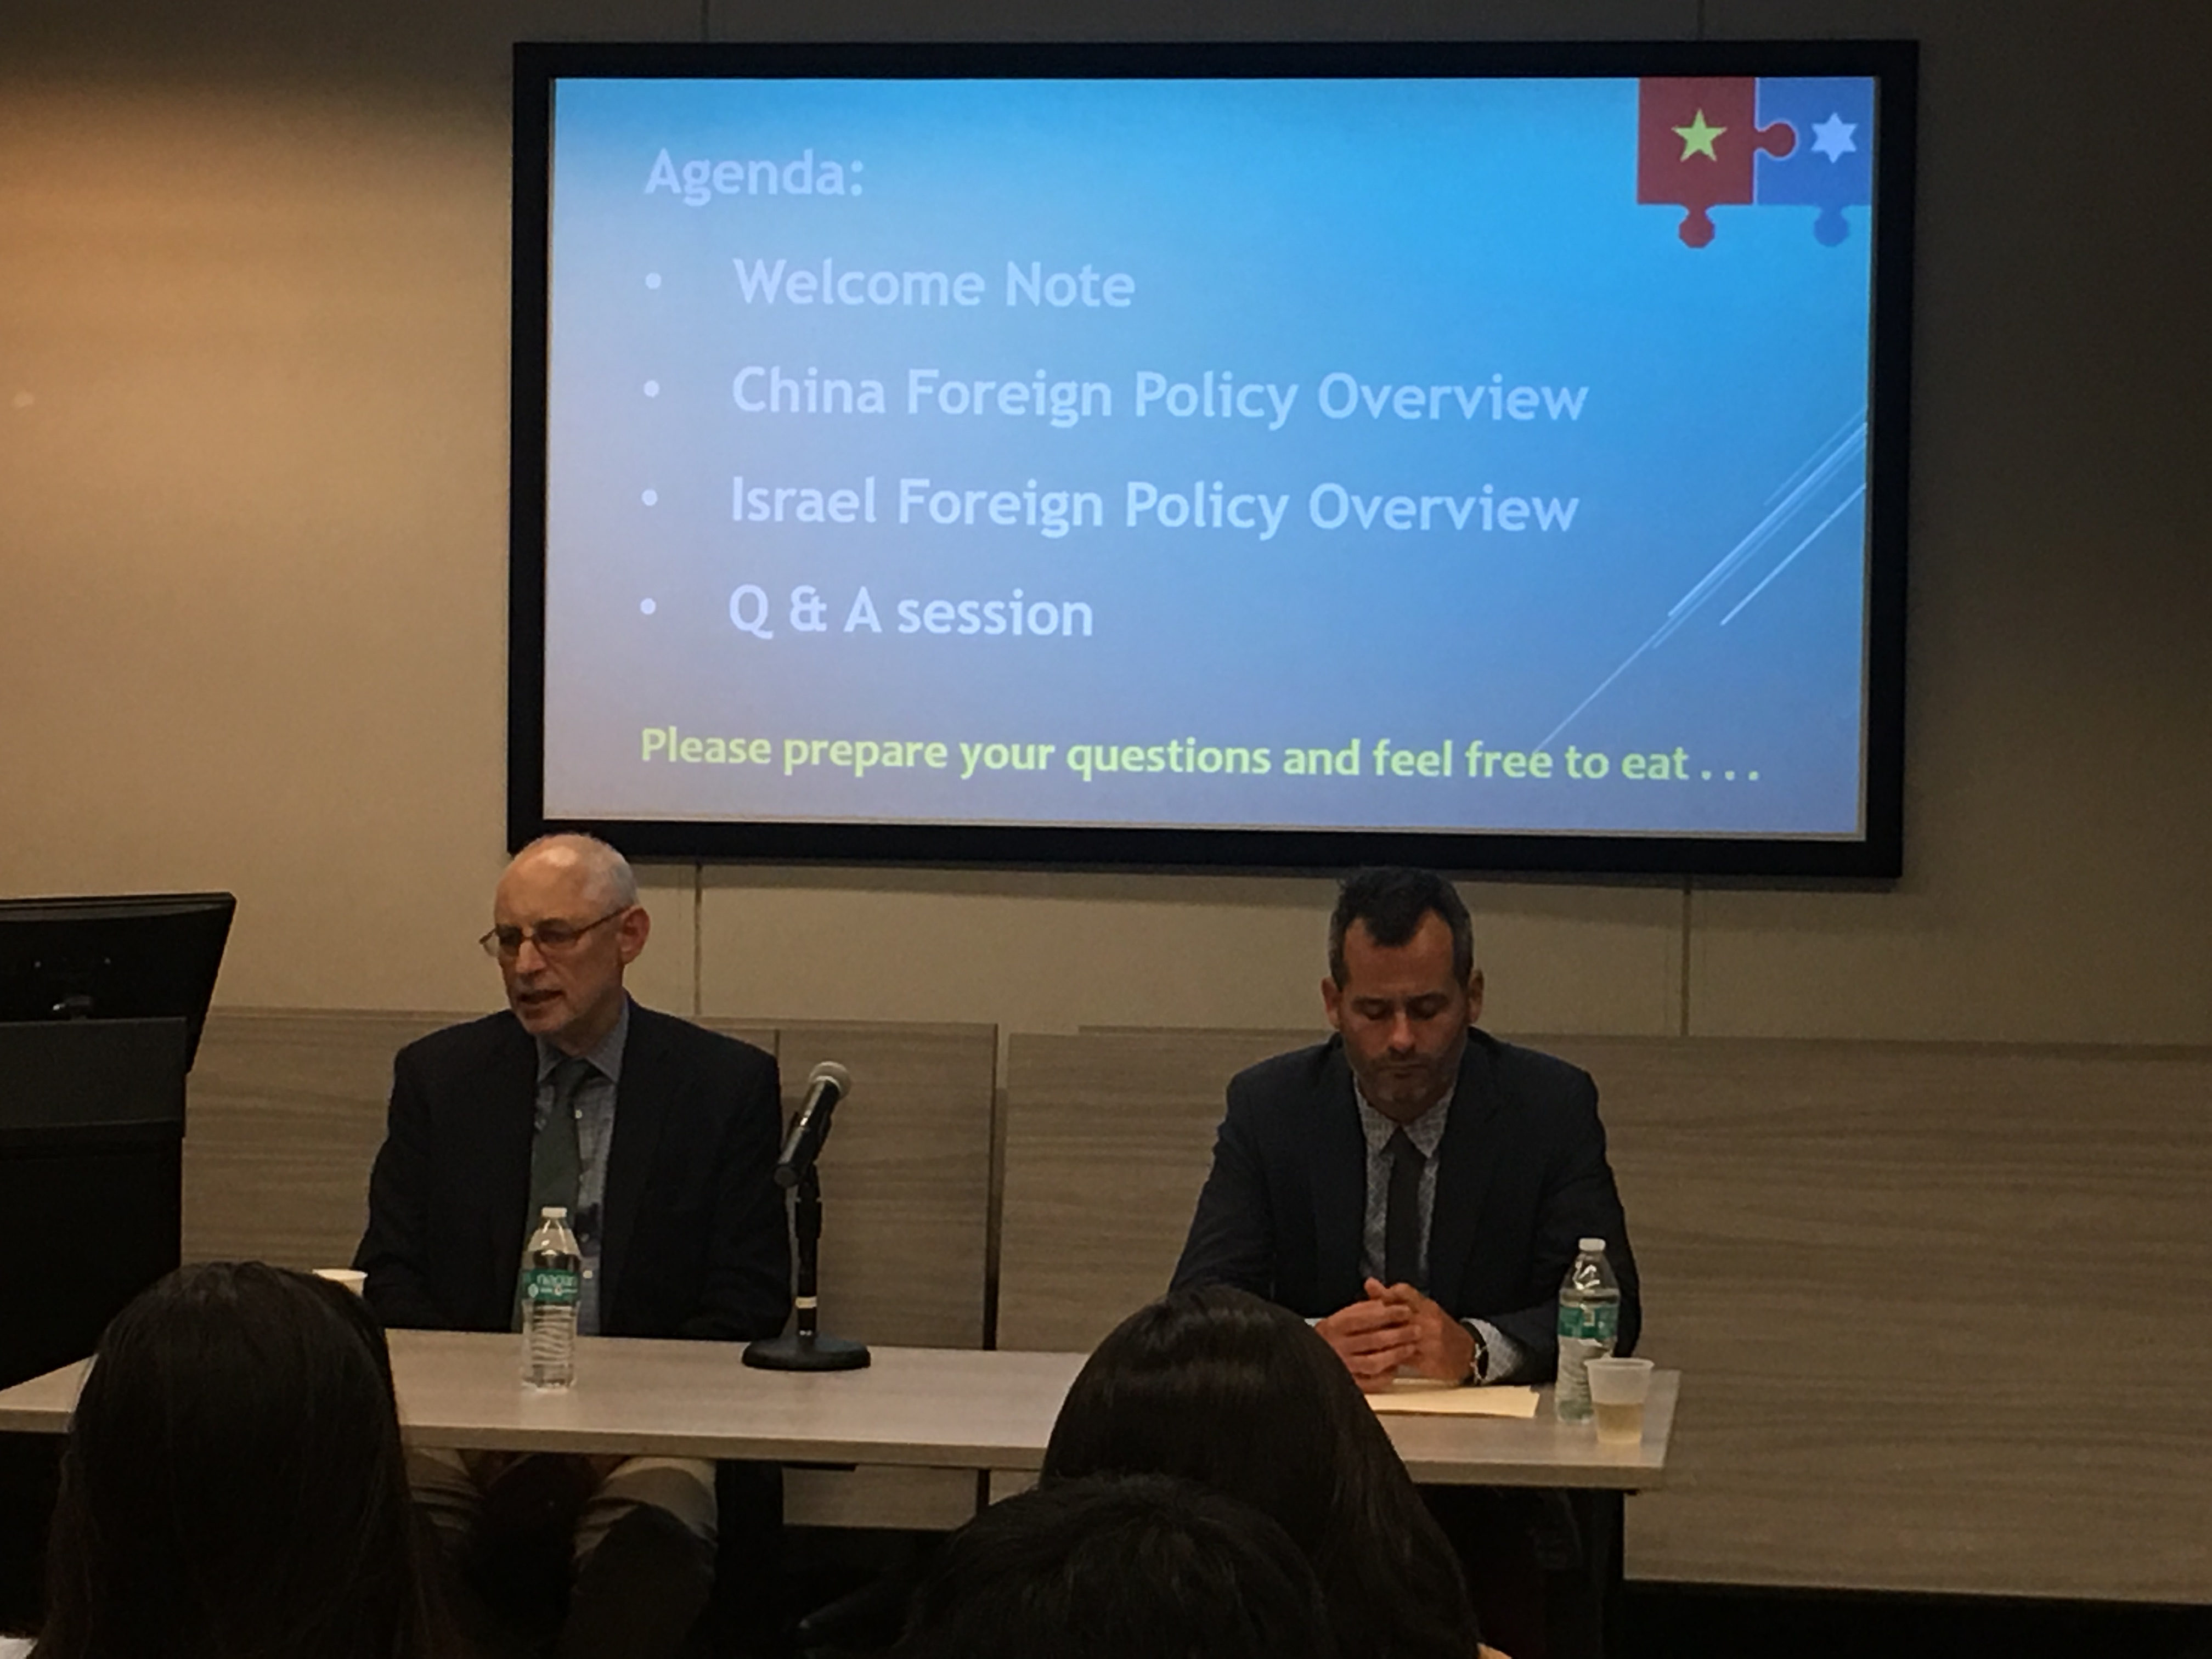 Agenda:
• Welcome Note
• China Foreign Policy Overview
• Israel Foreign Policy Overview
• Q & A session
Please prepare your questions and feel free to eat . . .